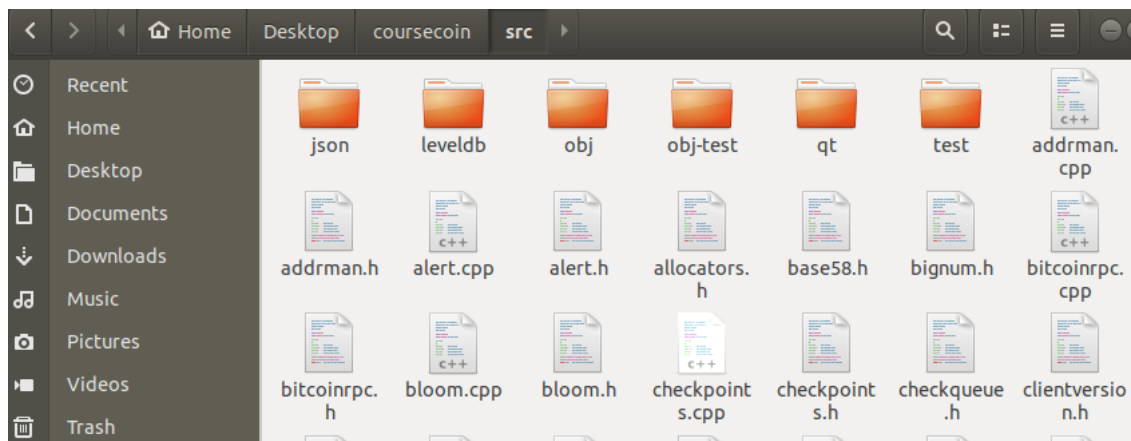 Home Desktop coursecoin src
Recent
Home
Desktop
Documents
Downloads
Music
Pictures
Videos
Trash
json leveldb obj obj-test qt test addrman.
cpp
addrman.h alert.cpp alert.h allocators. base58.h bignum.h bitcoinrpc.
h cpp
bitcoinrpc. bloom.cpp bloom.h checkpoint checkpoint checkqueue clientversio
h s.cpp s.h .h n.h
C++
C++
C++
C++
C++